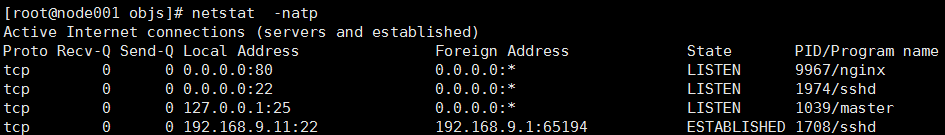 [root@node001 objs]# netstat  -natp
Active Internet connections (servers and established)
Proto Recv-Q Send-Q Local Address           Foreign Address         State       PID/Program name
tcp        0      0 0.0.0.0:80              0.0.0.0:*               LISTEN      9967/nginx
tcp        0      0 0.0.0.0:22              0.0.0.0:*               LISTEN      1974/sshd
tcp        0      0 127.0.0.1:25            0.0.0.0:*               LISTEN      1039/master
tcp        0      0 192.168.9.11:22         192.168.9.1:65194       ESTABLISHED 1708/sshd